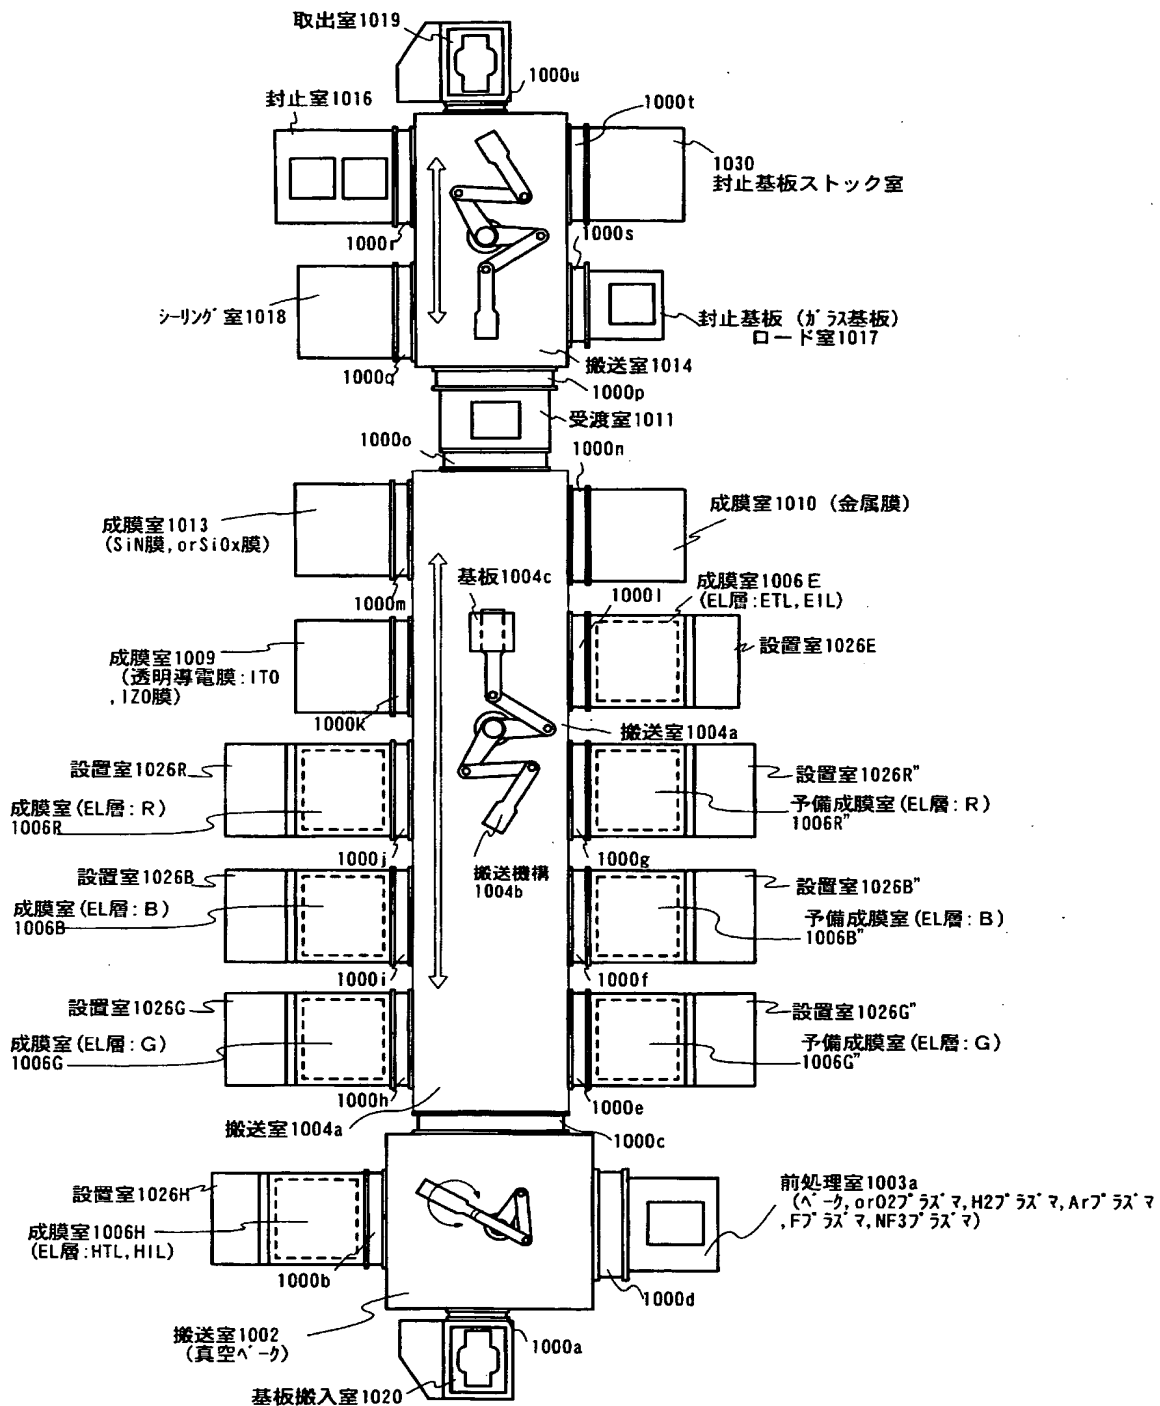 取出室1019
1000u
封止室1016
1000t
1030
封止基板ストック室
1000r
1000s
シーリング室1018
封止基板 (ガラス基板)
ロード室1017
搬送室1014
1000q
1000p
受渡室1011
1000o
1000n
成膜室1013
(SiN膜,orSiOx膜)
成膜室1010 (金属膜)
基板1004c
1000l
成膜室1006E
(EL層:ETL,EIL)
1000m
設置室1026E
成膜室1009
(透明導電膜:ITO
,IZO膜)
1000k
搬送室1004a
設置室1026R
設置室1026R"
成膜室(EL層:R)
1006R
予備成膜室(EL層:R)
1006R"
1000j
1000g
搬送機構
1004b
設置室1026B
設置室1026B"
成膜室(EL層:B)
1006B
予備成膜室(EL層:B)
1006B"
1000i
1000f
設置室1026G
設置室1026G"
成膜室(EL層:G)
1006G
予備成膜室(EL層:G)
1006G"
1000h
1000e
搬送室1004a
1000c
設置室1026H
前処理室1003a
(ベーク,orO2プラズマ,H2プラズマ,Arプラズマ
,Fプラズマ,NF3プラズマ)
成膜室1006H
(EL層:HTL,HIL)
1000b
1000d
搬送室1002
(真空ベーク)
1000a
基板搬入室1020